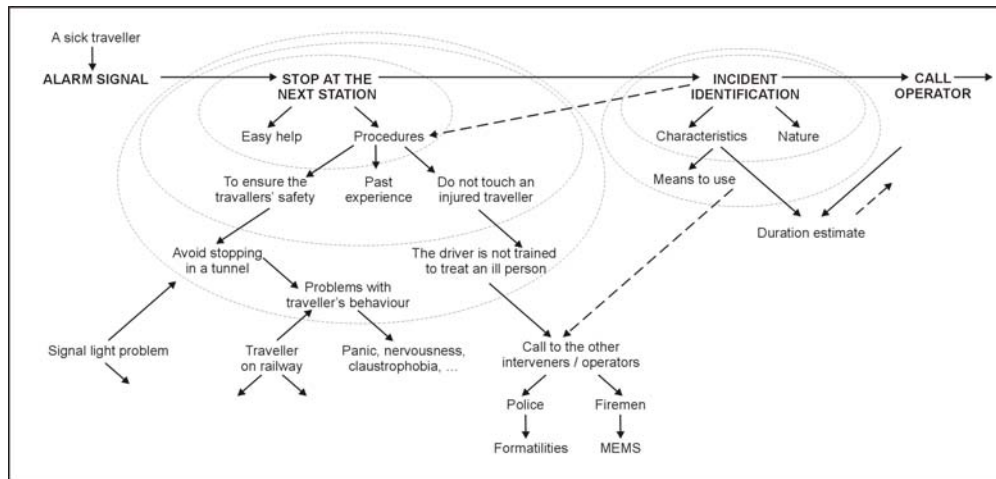 A sick traveller
ALARM SIGNAL
STOP AT THE
NEXT STATION
INCIDENT
IDENTIFICATION
CALL
OPERATOR
Easy help
Procedures
Characteristics
Nature
To ensure the
travallers' safety
Past
experience
Do not touch an
injured traveller
Means to use
Duration estimate
Avoid stopping
in a tunnel
The driver is not trained
to treat an ill person
Problems with
traveller's behaviour
Signal light problem
Traveller
on railway
Panic, nervousness,
claustrophobia, ...
Call to the other
interveners / operators
Police
Firemen
Formatilities
MEMS